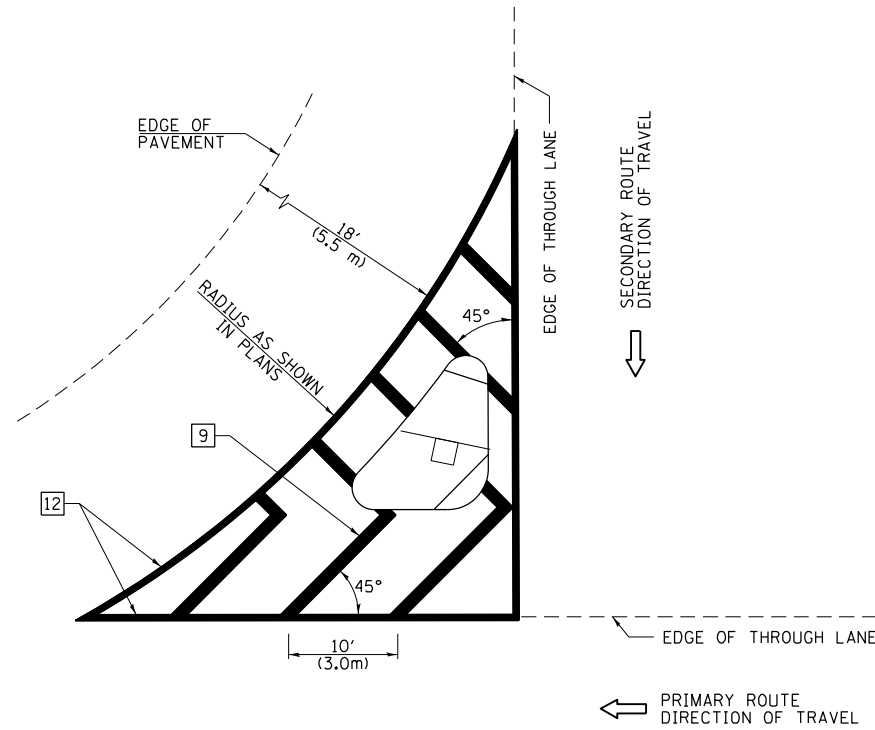 EDGE OF
PAVEMENT
18'
(5.5 m)
RADIUS AS SHOWN
IN PLANS
EDGE OF THROUGH LANE
SECONDARY ROUTE
DIRECTION OF TRAVEL
45°
9
12
45°
10'
(3.0m)
EDGE OF THROUGH LANE
PRIMARY ROUTE
DIRECTION OF TRAVEL